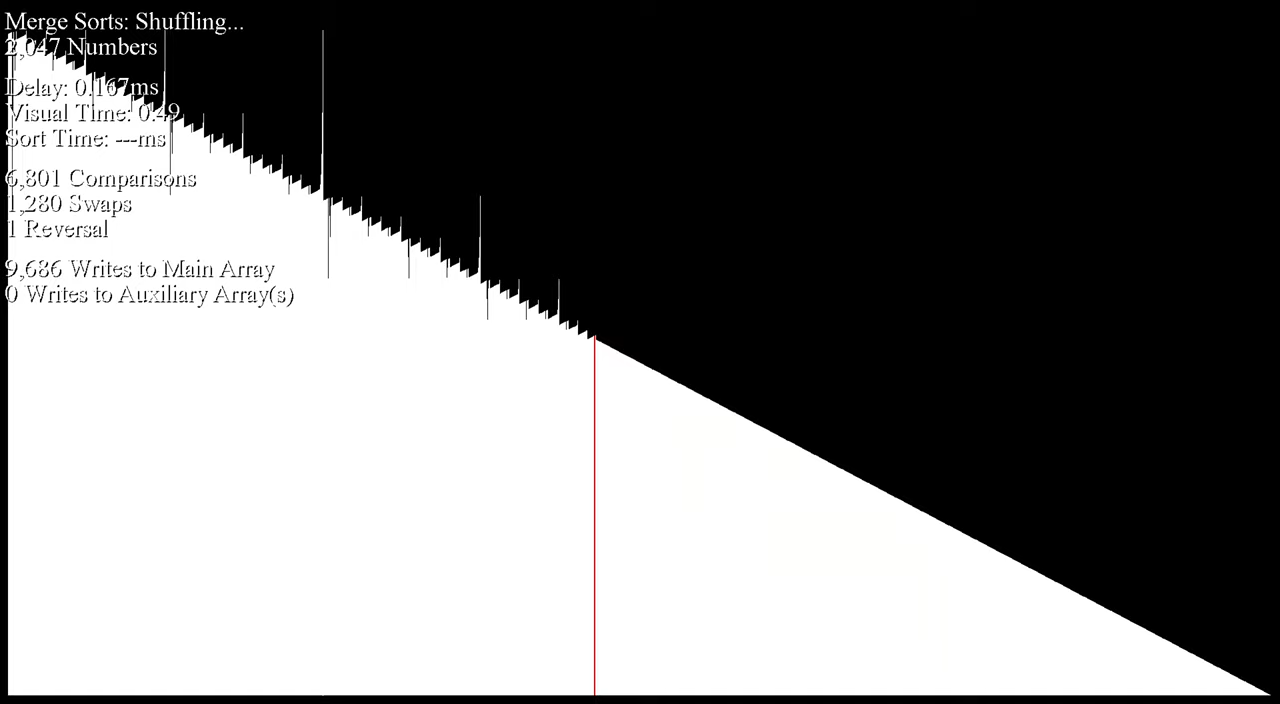 Merge Sorts: Shuffling...
2,047 Numbers
Delay: 0.167ms
Visual Time: 0:49
Sort Time: ---ms
6,801 Comparisons
1,280 Swaps
1 Reversal
9,686 Writes to Main Array
0 Writes to Auxiliary Array(s)